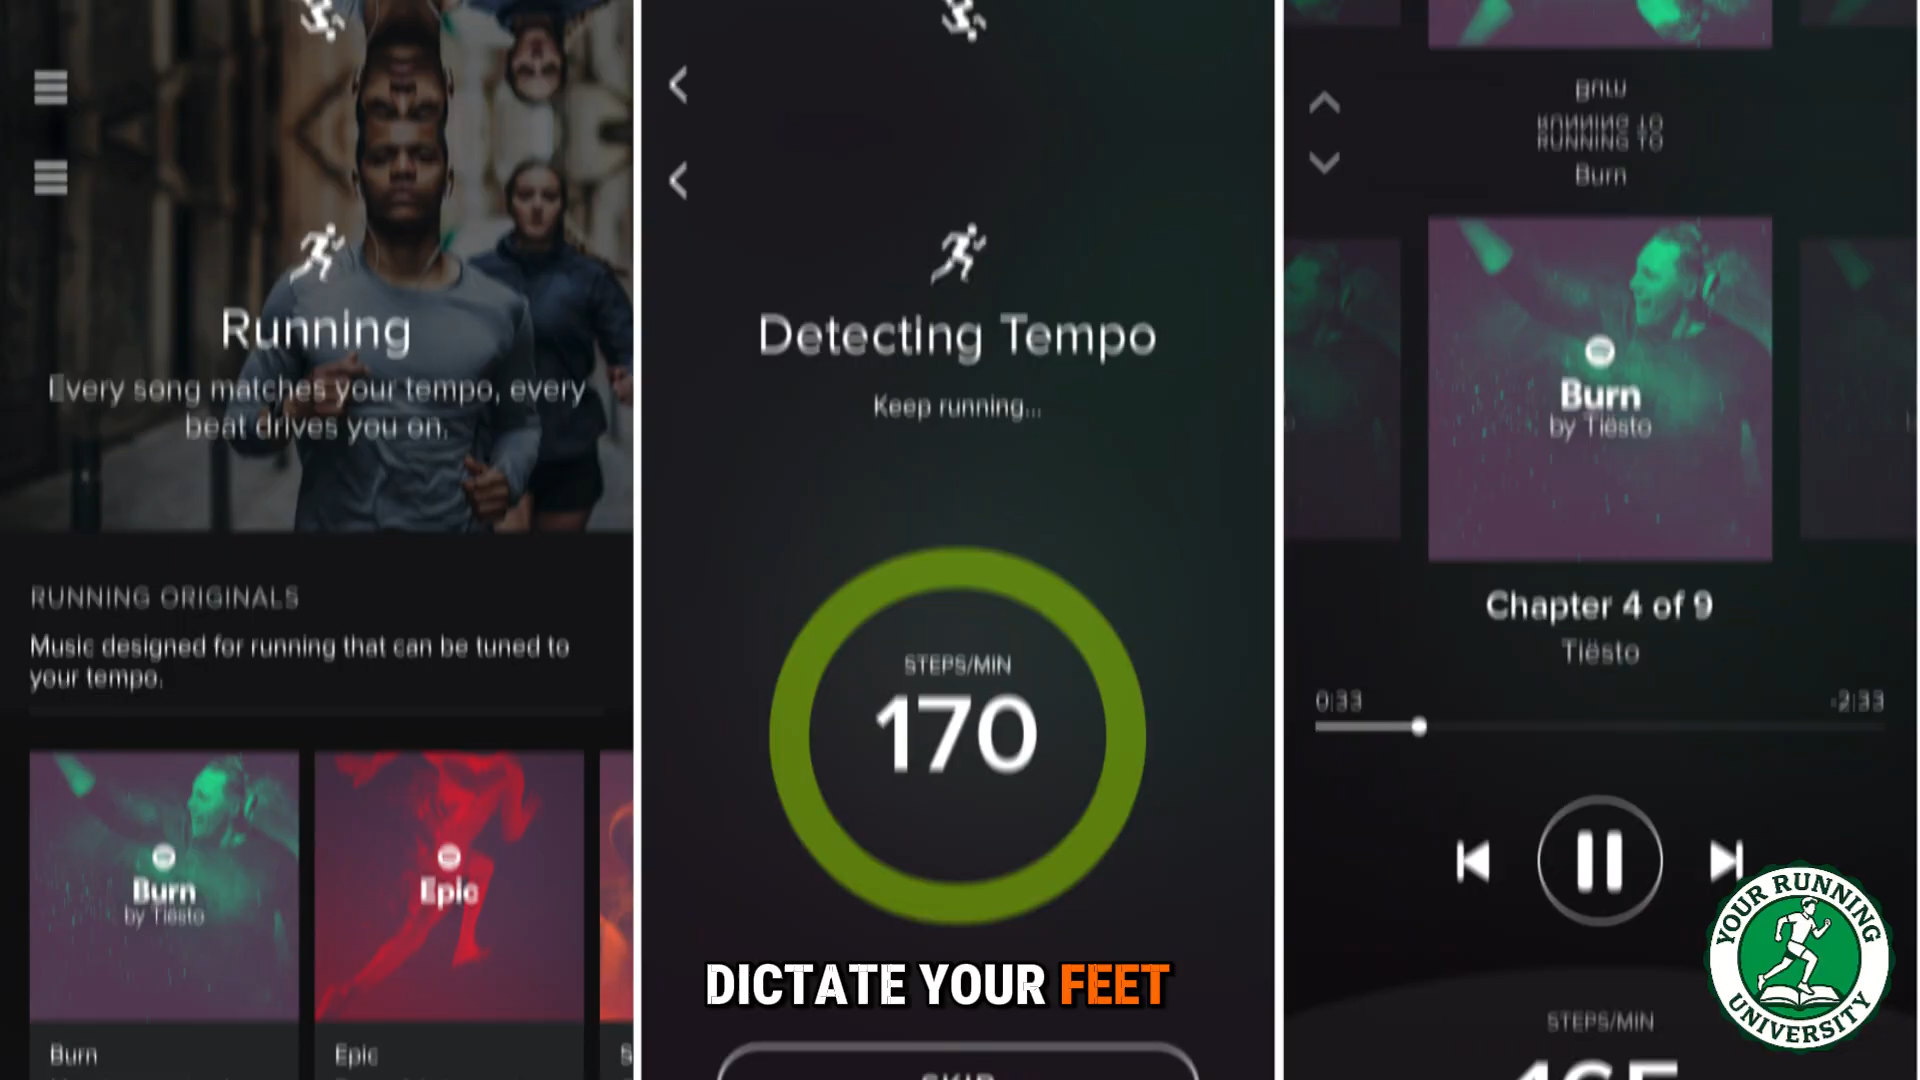 Running
Every song matches your tempo, every
beat drives you on.
RUNNING ORIGINALS
Music designed for running that can be tuned to
your tempo.
Burn
by Tiësto
Epic
Burn
Epic
Detecting Tempo
Keep running...
STEPS/MIN
170
DICTATE YOUR FEET
SKIP
RUNNING TO
Burn
Burn
by Tiësto
Chapter 4 of 9
Tiësto
0:33
-2:33
STEPS/MIN
165
YOUR RUNNING
UNIVERSITY